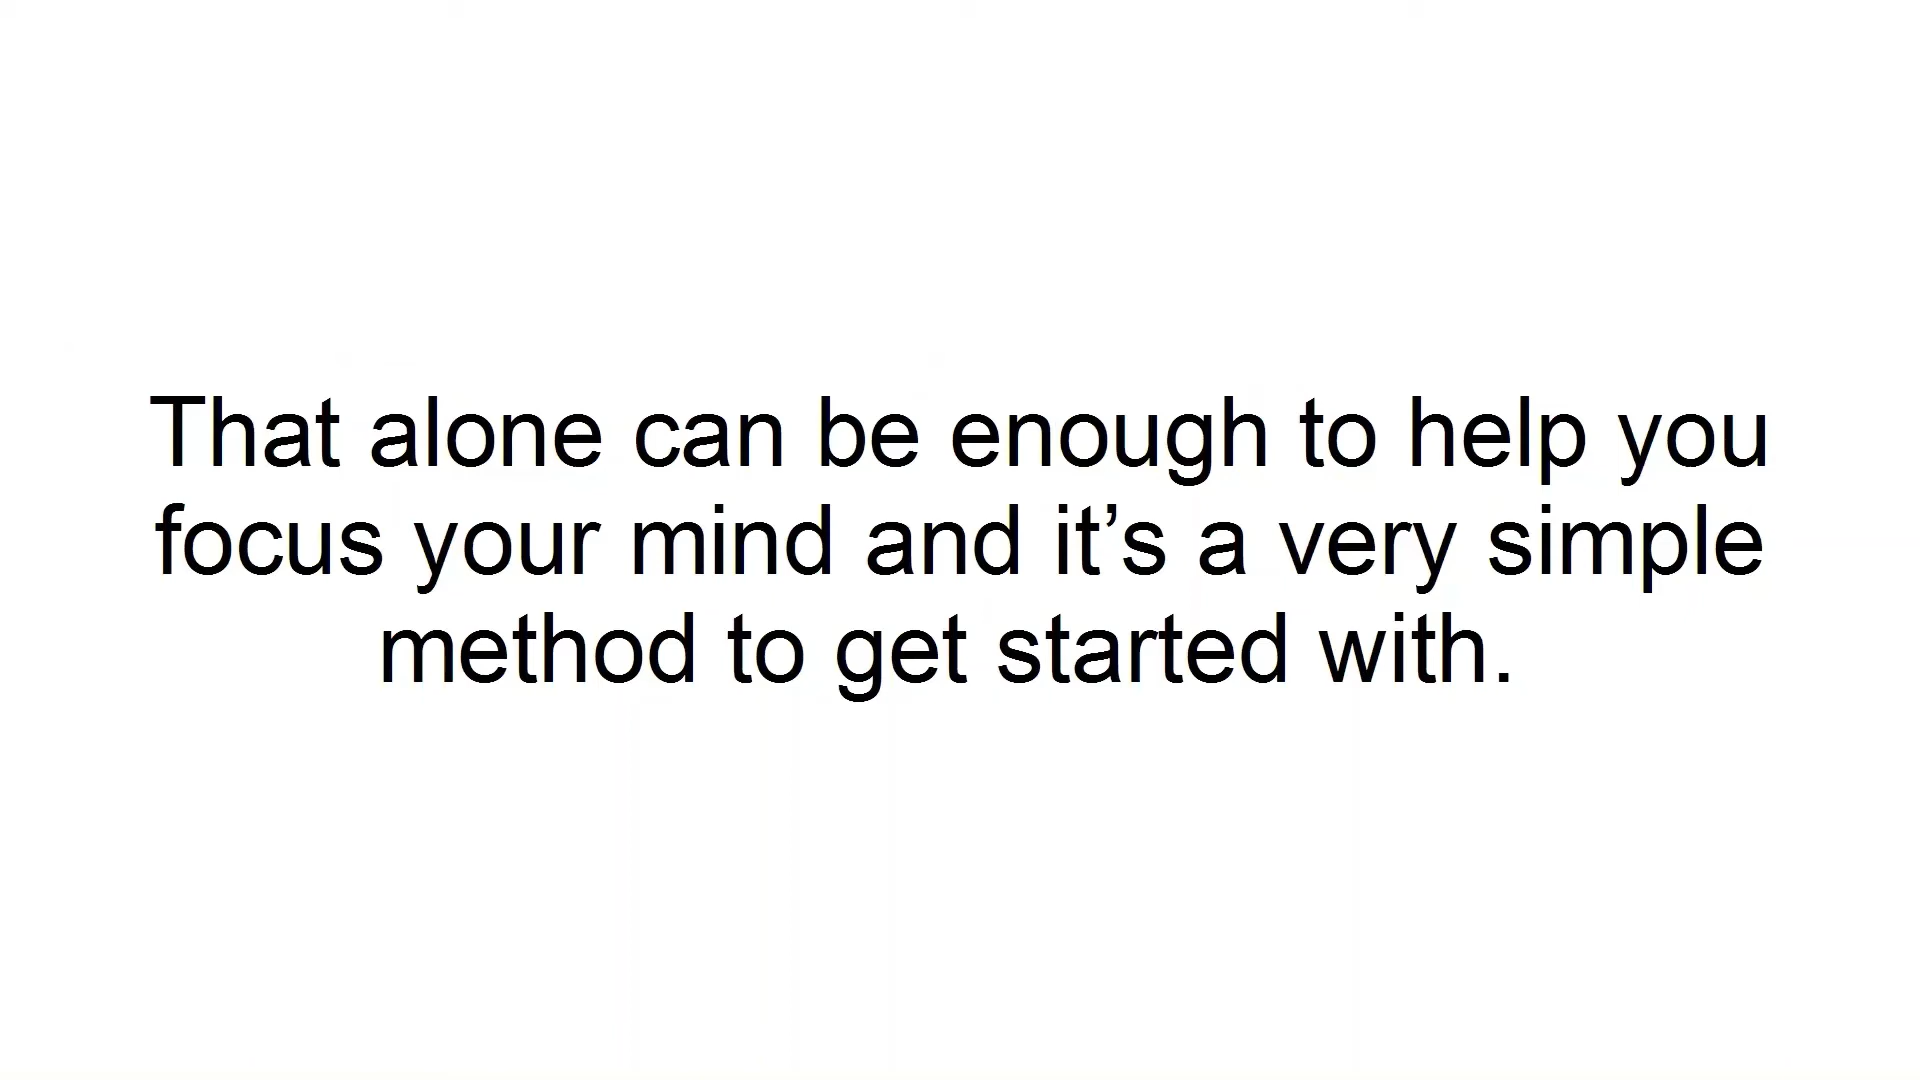 That alone can be enough to help you
focus your mind and it’s a very simple
method to get started with.